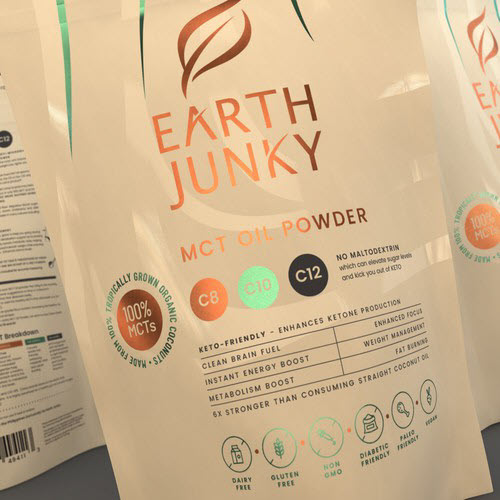 EARTH
JUNKY
MCT OIL POWDER
C8
C10
C12
NO MALTODEXTRIN
which can elevate sugar levels
and kick you out of KETO
MADE FROM 100% TROPICALLY GROWN ORGANIC COCONUTS
100%
MCTs
KETO-FRIENDLY - ENHANCES KETONE PRODUCTION
CLEAN BRAIN FUEL
ENHANCED FOCUS
INSTANT ENERGY BOOST
WEIGHT MANAGEMENT
METABOLISM BOOST
FAT BURNING
6X STRONGER THAN CONSUMING STRAIGHT COCONUT OIL
DAIRY
FREE
GLUTEN
FREE
NON
GMO
DIABETIC
FRIENDLY
PALEO
FRIENDLY
SUGAR
C12
Breakdown
100%
MCTs